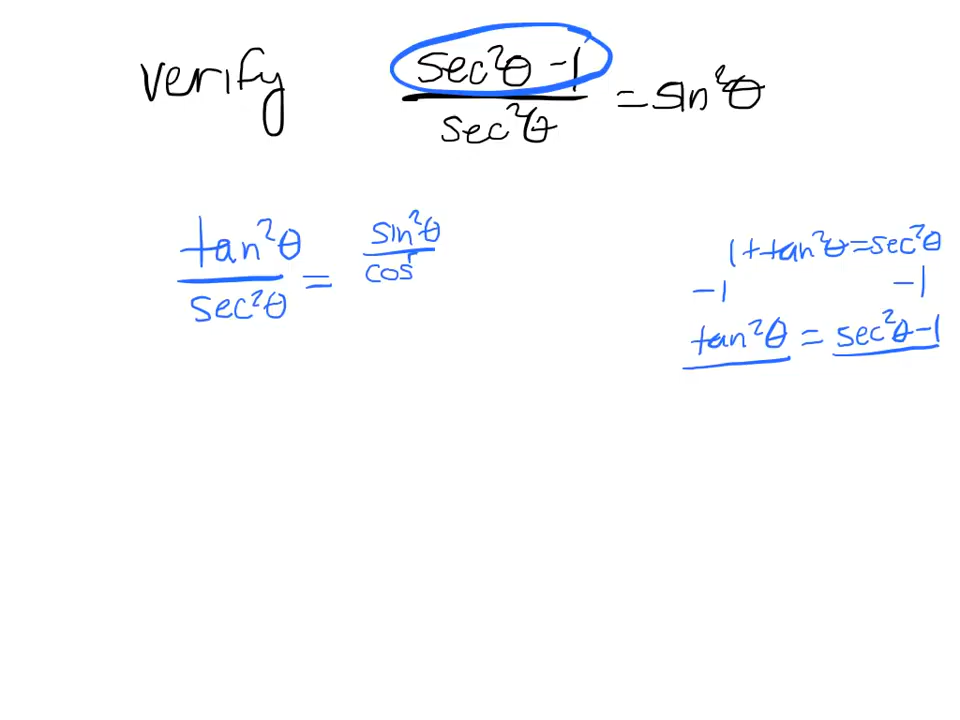 verify sec²θ -1 / sec²θ = sin²θ
tan²θ / sec²θ = sin²θ / cos
1+tan²θ=sec²θ
-1 -1
tan²θ = sec²θ-1